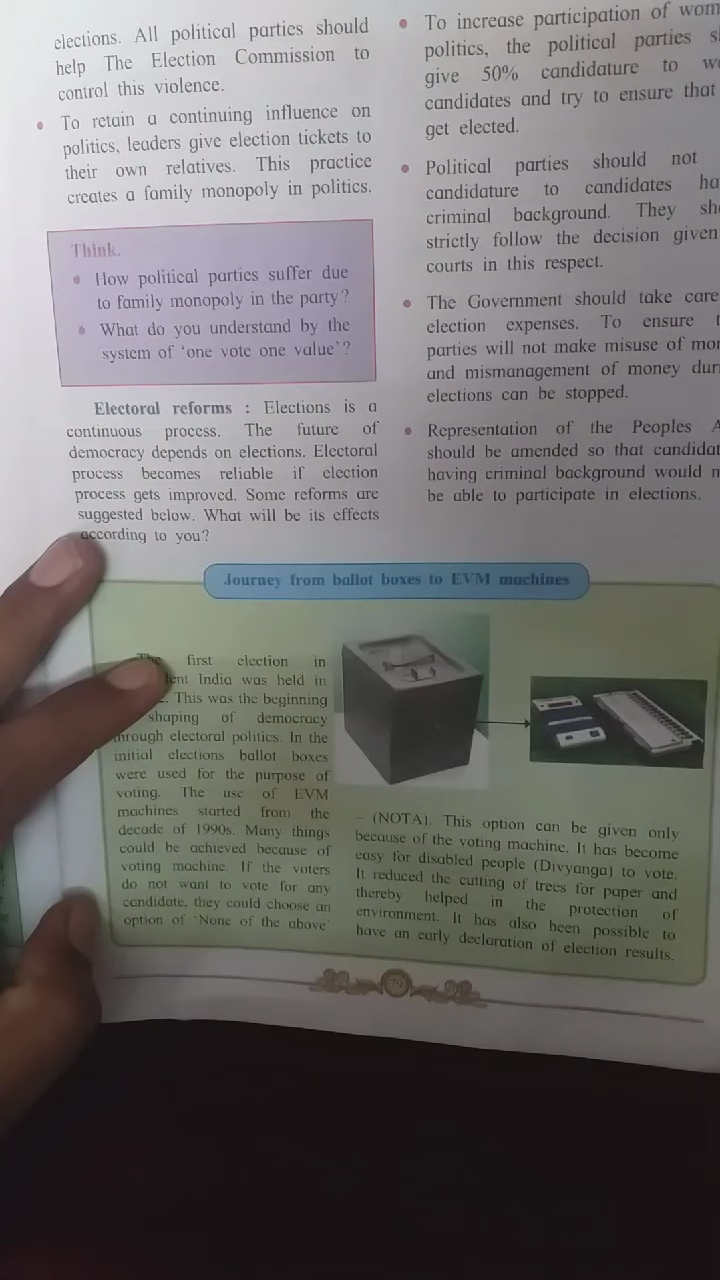 elections. All political parties should
help The Election Commission to
control this violence.
• To retain a continuing influence on
politics, leaders give election tickets to
their own relatives. This practice
creates a family monopoly in politics.
Think.
• How political parties suffer due
to family monopoly in the party?
• What do you understand by the
system of 'one vote one value'?
Electoral reforms : Elections is a
continuous process. The future of
democracy depends on elections. Electoral
process becomes reliable if election
process gets improved. Some reforms are
suggested below. What will be its effects
according to you?
• To increase participation of
politics, the political parties
give 50% candidature to
candidates and try to ensure that
get elected.
• Political parties should not
candidature to candidates
criminal background. They
strictly follow the decision given
courts in this respect.
• The Government should take care
election expenses. To ensure
parties will not make misuse of
and mismanagement of money
elections can be stopped.
• Representation of the Peoples
should be amended so that
having criminal background would
be able to participate in elections.
Journey from ballot boxes to EVM machines
The first election in
India was held in
This was the beginning
shaping of democracy
through electoral politics. In the
initial elections ballot boxes
were used for the purpose of
voting. The use of EVM
machines started from the
decade of 1990s. Many things
could be achieved because of
voting machine. If the voters
do not want to vote for any
candidate, they could choose an
option of 'None of the above'
– (NOTA). This option can be given only
because of the voting machine. It has become
easy for disabled people (Divyanga) to vote.
It reduced the cutting of trees for paper and
thereby helped in the protection of
environment. It has also been possible to
have an early declaration of election results.
79